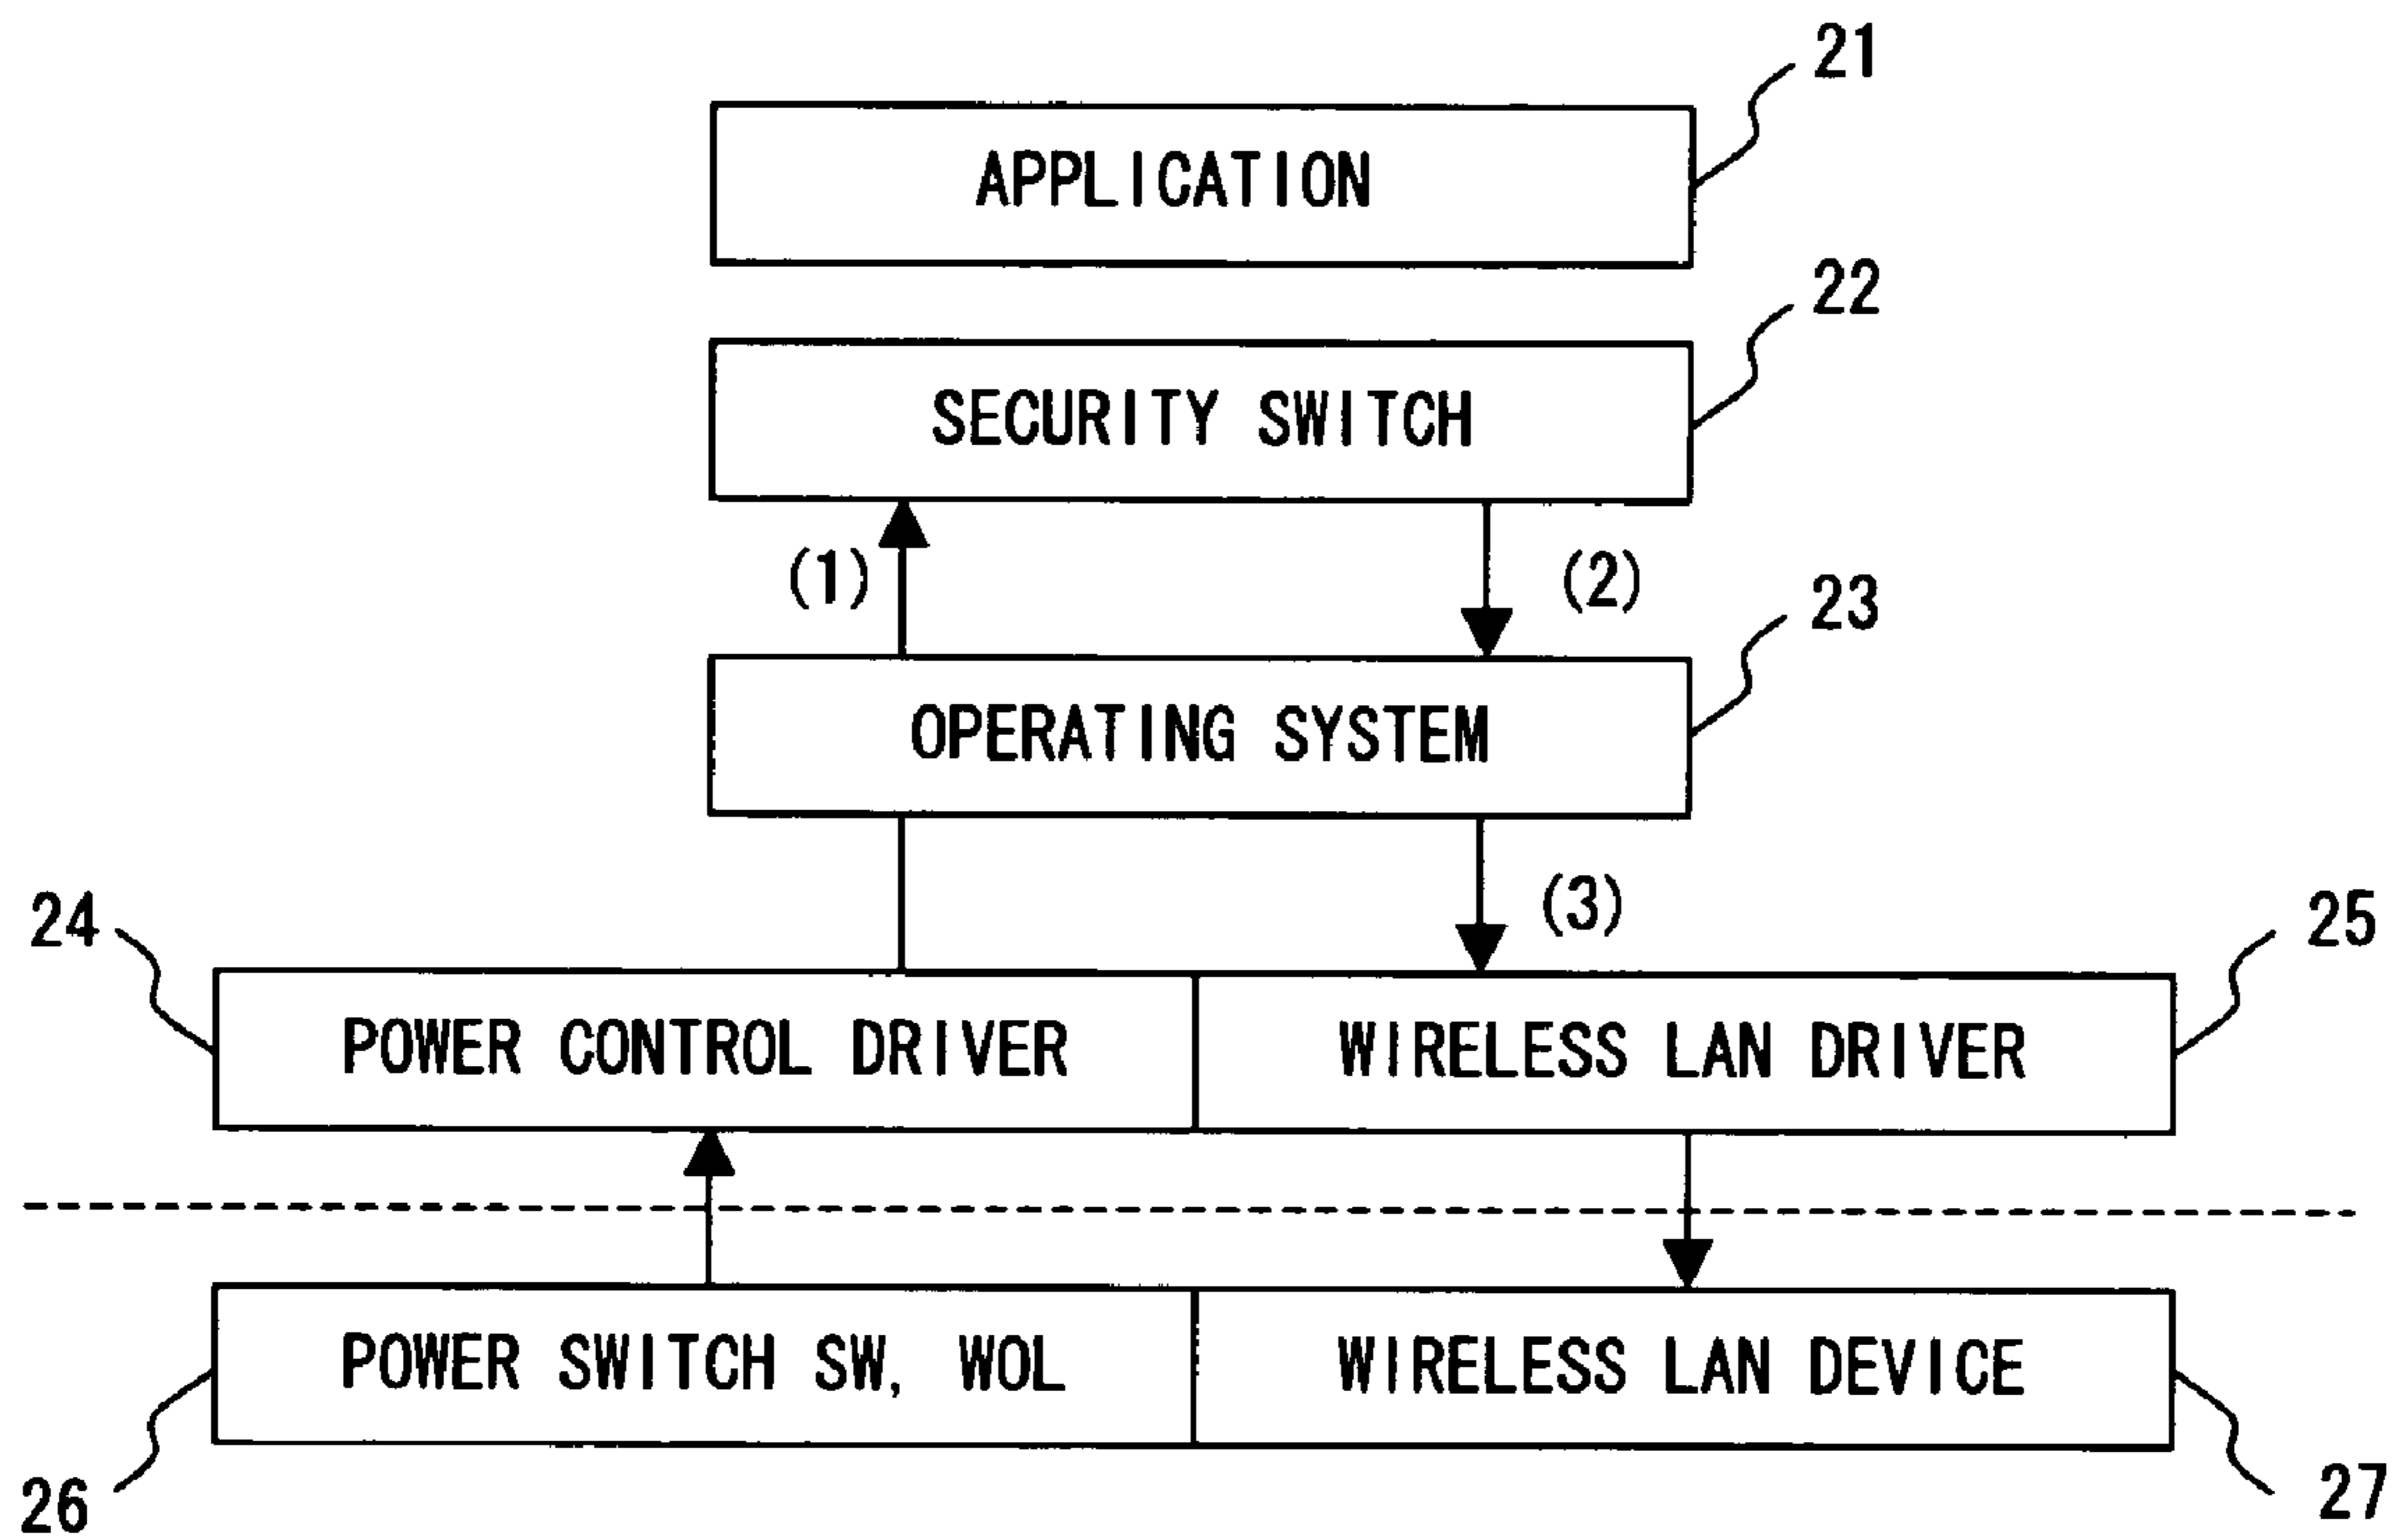 21
APPLICATION
22
SECURITY SWITCH
(1)
(2)
23
OPERATING SYSTEM
(3)
24
25
POWER CONTROL DRIVER
WIRELESS LAN DRIVER
POWER SWITCH SW, WOL
WIRELESS LAN DEVICE
26
27